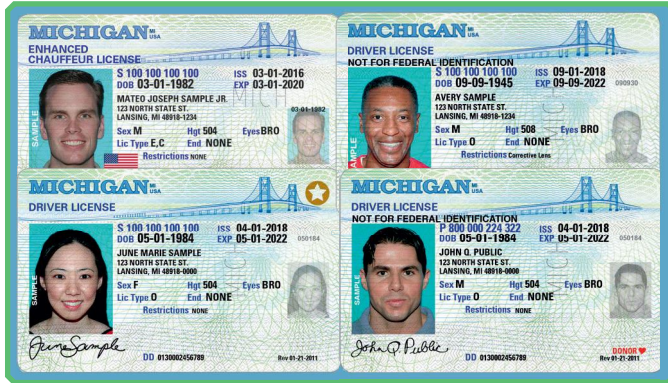 MICHIGAN MI USA
ENHANCED
CHAUFFEUR LICENSE
S 100 100 100 100 ISS 03-01-2016
DOB 03-01-1982 EXP 03-01-2020
MATEO JOSEPH SAMPLE JR.
123 NORTH STATE ST.
LANSING, MI 48918-1234
03-01-1982
Sex M Hgt 504 Eyes BRO
Lic Type E,C End NONE
Restrictions NONE
SAMPLE
MICHIGAN MI USA
DRIVER LICENSE
NOT FOR FEDERAL IDENTIFICATION
S 100 100 100 100 ISS 09-01-2018
DOB 09-09-1945 EXP 09-09-2022 090930
AVERY SAMPLE
123 NORTH STATE ST.
LANSING, MI 48918-1234
Sex M Hgt 508 Eyes BRO
Lic Type O End NONE
Restrictions Corrective Lens
SAMPLE
MICHIGAN MI USA
DRIVER LICENSE
S 100 100 100 100 ISS 04-01-2018
DOB 05-01-1984 EXP 05-01-2022 050184
JUNE MARIE SAMPLE
123 NORTH STATE ST.
LANSING, MI 48918-0000
Sex F Hgt 504 Eyes BRO
Lic Type O End NONE
Restrictions NONE
SAMPLE
June Sample
DD 0130002456789 Rev 01-21-2011
MICHIGAN MI USA
DRIVER LICENSE
NOT FOR FEDERAL IDENTIFICATION
P 800 000 224 322 ISS 04-01-2018
DOB 05-01-1984 EXP 05-01-2022 050184
JOHN Q. PUBLIC
123 NORTH STATE ST.
LANSING, MI 48918-0000
Sex M Hgt 504 Eyes BRO
Lic Type O End NONE
Restrictions NONE
SAMPLE
John Q. Public
DONOR
DD 0130002456789 Rev 01-21-2011